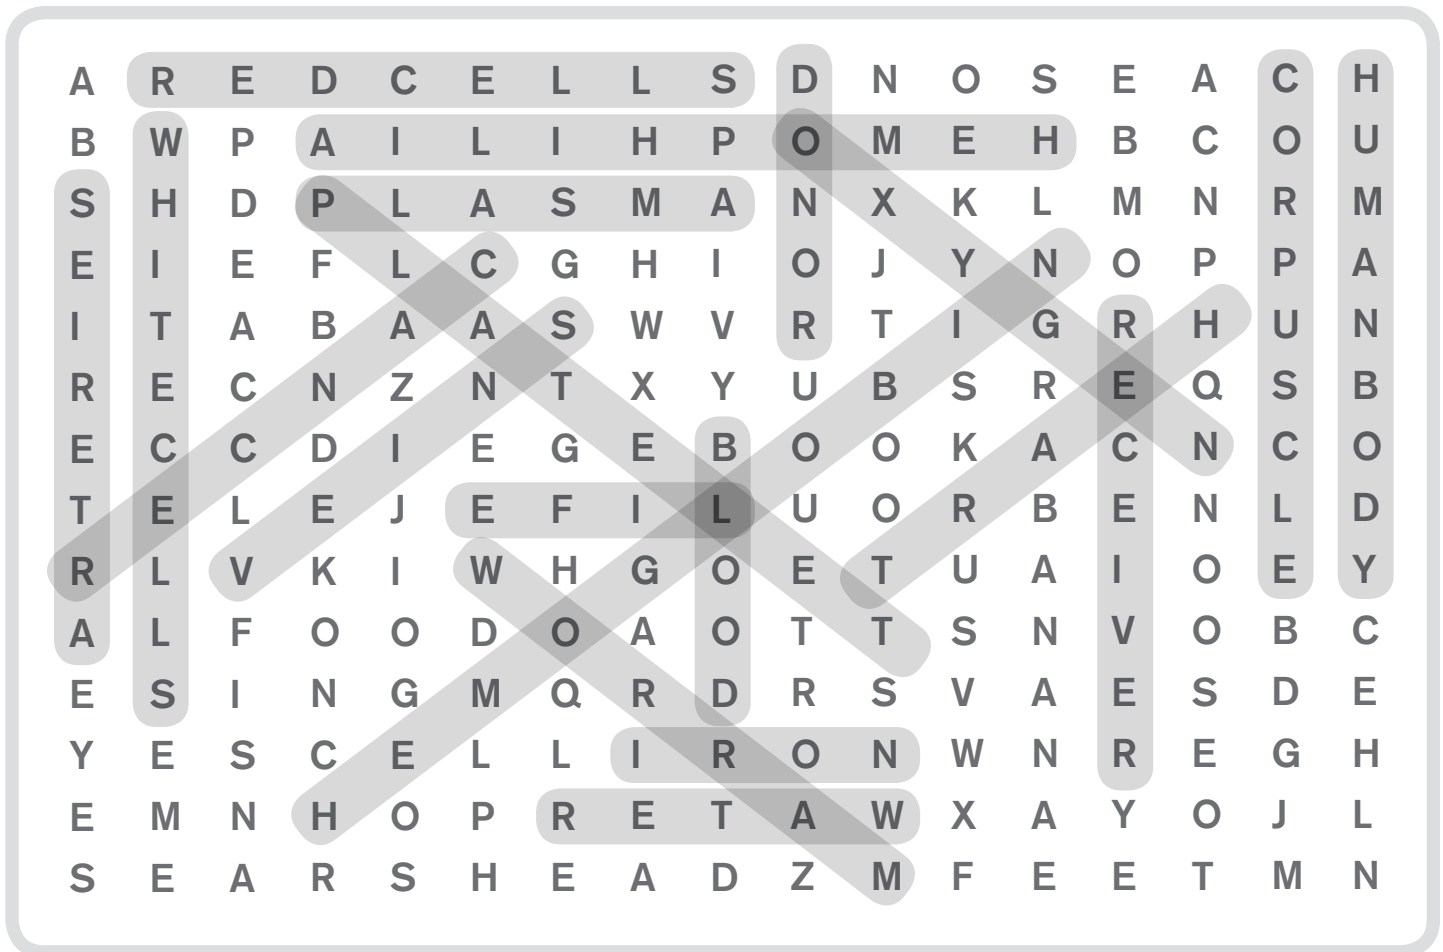 A R E D C E L L S D N O S E A C H
B W P A I L I H P O M E H B C O U
S H D P L A S M A N X K L M N R M
E I E F L C G H I O J Y N O P P A
I T A B A A S W V R T I G R H U N
R E C N Z N T X Y U B S R E Q S B
E C C D I E G E B O O K A C N C O
T E L E J E F I L U O R B E N L D
R L V K I W H G O E T U A I O E Y
A L F O O D O A O T T S N V O B C
E S I N G M Q R D R S V A E S D E
Y E S C E L L I R O N W N R E G H
E M N H O P R E T A W X A Y O J L
S E A R S H E A D Z M F E E T M N